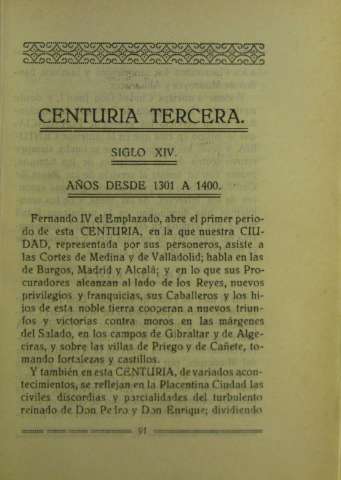 CENTURIA TERCERA.
SIGLO XIV.
AÑOS DESDE 1301 A 1400.
Fernando IV el Emplazado, abre el primer perio-
do de esta CENTURIA, en la que nuestra CIU-
DAD, representada por sus personeros, asiste a
las Cortes de Medina y de Valladolid; habla en las
de Burgos, Madrid y Alcalá; y en lo que sus Pro-
curadores alcanzan al lado de los Reyes, nuevos
privilegios y franquicias, sus Caballeros y los hi-
jos de esta noble tierra cooperan a nuevos triun-
fos y victorias contra moros en las márgenes
del Salado, en los campos de Gibraltar y de Alge-
ciras, y sobre las villas de Priego y de Cañete, to-
mando fortalezas y castillos.
Y también en esta CENTURIA, de variados acon-
tecimientos, se reflejan en la Placentina Ciudad las
civiles discordias y parcialidades del turbulento
reinado de Don Pedro y Don Enrique; dividiendo
91